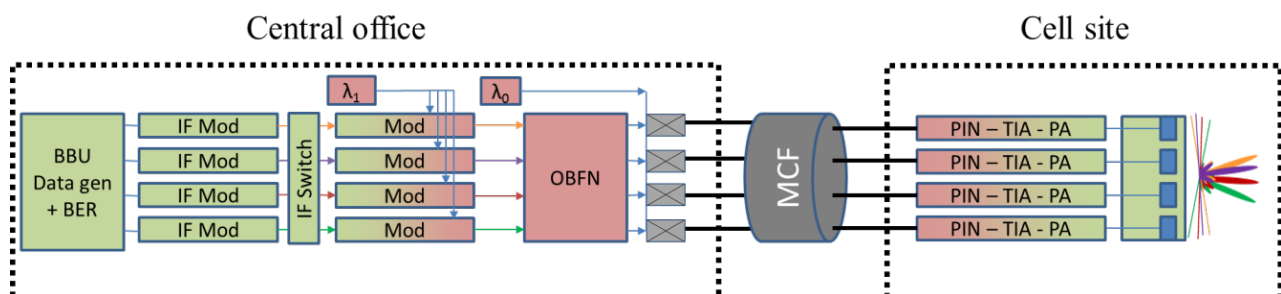 Central office
Cell site
λ1
λ0
BBU
Data gen
+ BER
IF Mod
IF Mod
IF Mod
IF Mod
IF Switch
Mod
Mod
Mod
Mod
OBFN
MCF
PIN – TIA - PA
PIN – TIA - PA
PIN – TIA - PA
PIN – TIA - PA